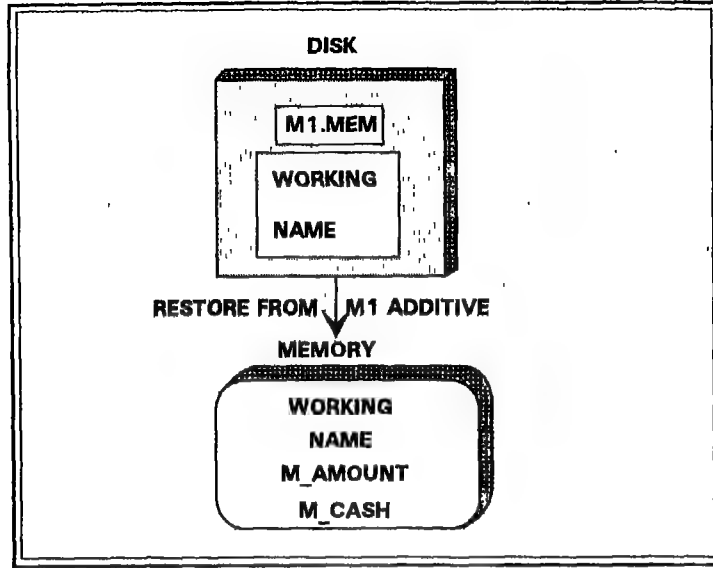 DISK
M1.MEM
WORKING
NAME
RESTORE FROM M1 ADDITIVE
MEMORY
WORKING
NAME
M_AMOUNT
M_CASH